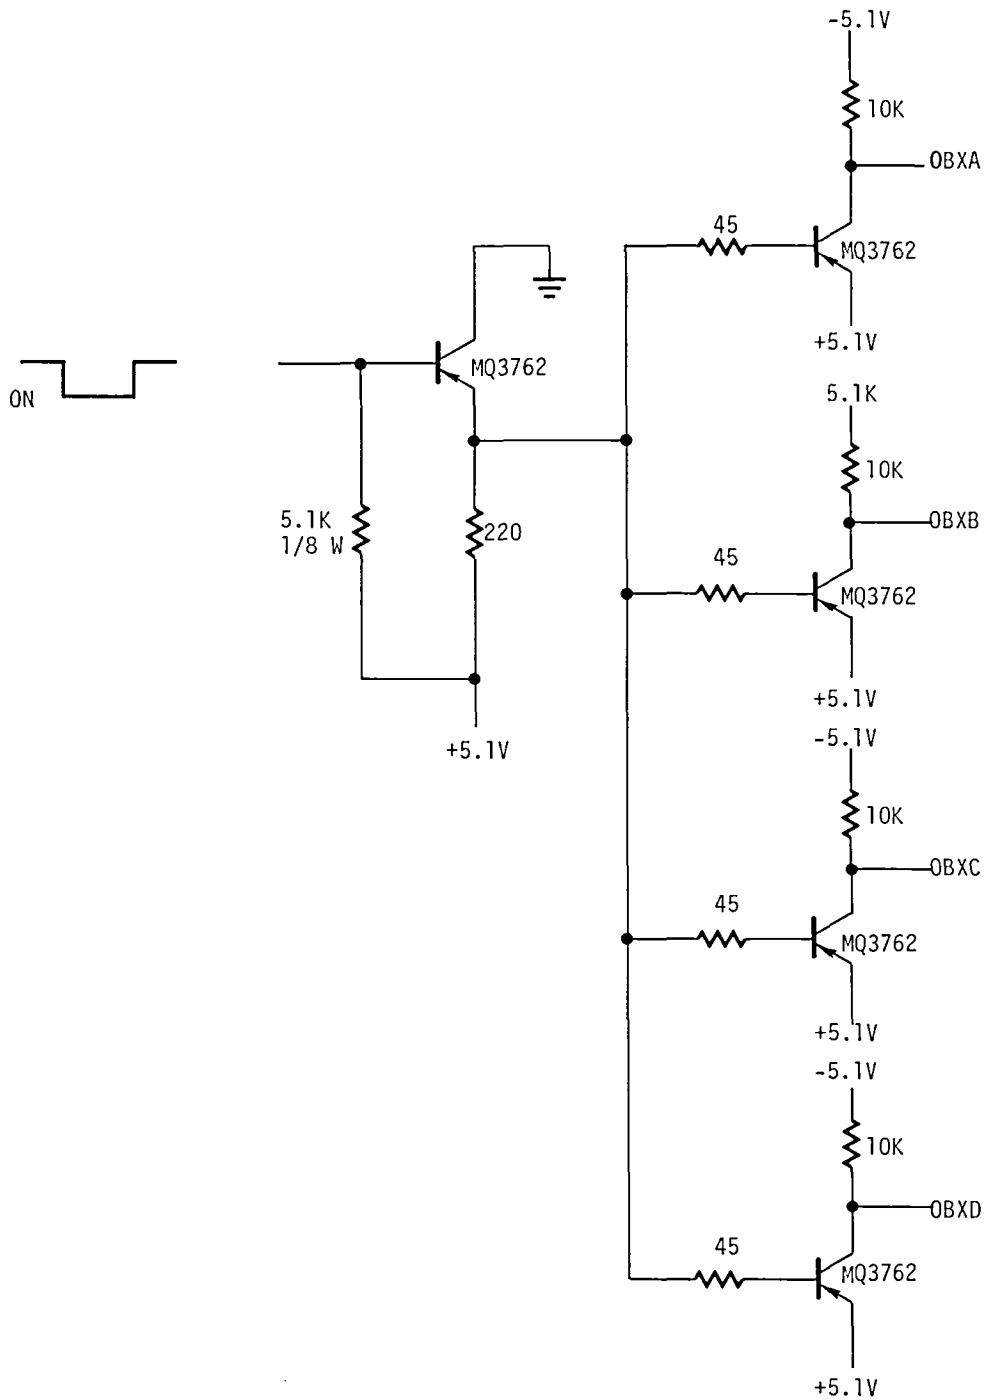 -5.1V
10K
OBXA
45
MQ3762
+5.1V
MQ3762
ON
5.1K
10K
5.1K
1/8 W
220
OBXB
45
MQ3762
+5.1V
-5.1V
+5.1V
10K
OBXC
45
MQ3762
+5.1V
-5.1V
10K
OBXD
45
MQ3762
+5.1V